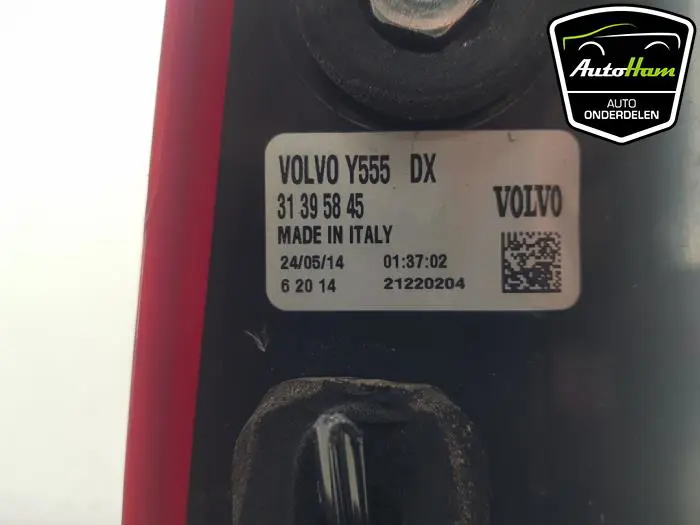 AutoHam
AUTO
ONDERDELEN
VOLVO Y555 DX
31 39 58 45
VOLVO
MADE IN ITALY
24/05/14 01:37:02
6 20 14 21220204